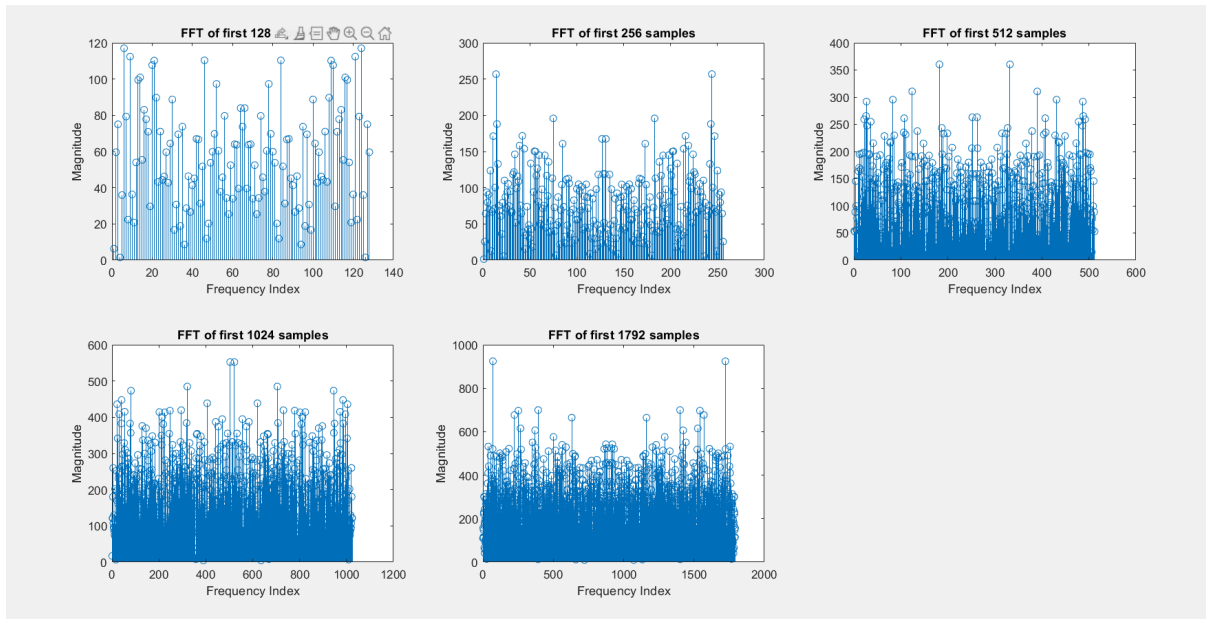 FFT of first 128
120
100
80
60
40
20
0
Magnitude
0 20 40 60 80 100 120 140
Frequency Index
FFT of first 256 samples
300
250
200
150
100
50
0
Magnitude
0 50 100 150 200 250 300
Frequency Index
FFT of first 512 samples
400
350
300
250
200
150
100
50
0
Magnitude
0 100 200 300 400 500 600
Frequency Index
FFT of first 1024 samples
600
500
400
300
200
100
0
Magnitude
0 200 400 600 800 1000 1200
Frequency Index
FFT of first 1792 samples
1000
800
600
400
200
0
Magnitude
0 500 1000 1500 2000
Frequency Index